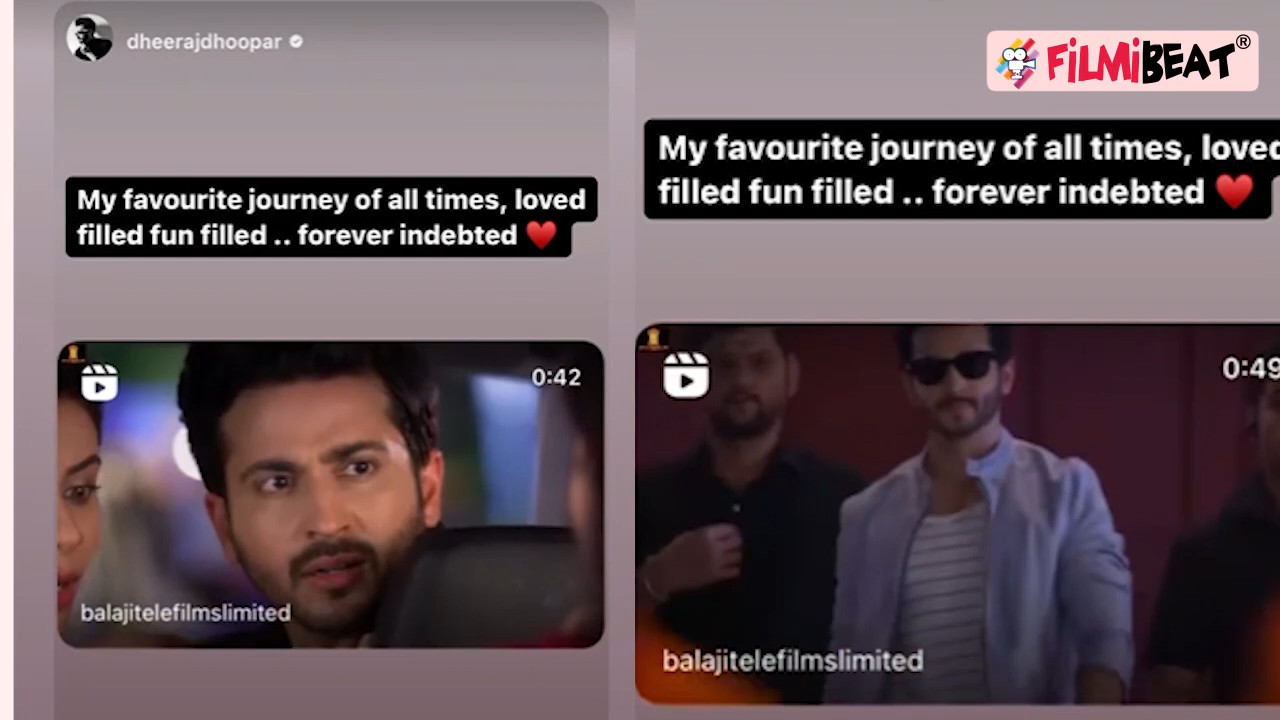 dheerajdhoopar
My favourite journey of all times, loved
filled fun filled .. forever indebted ❤️
0:42
balajitelefilmslimited
FiLMiBEAT®
My favourite journey of all times, loved
filled fun filled .. forever indebted ❤️
0:49
balajitelefilmslimited